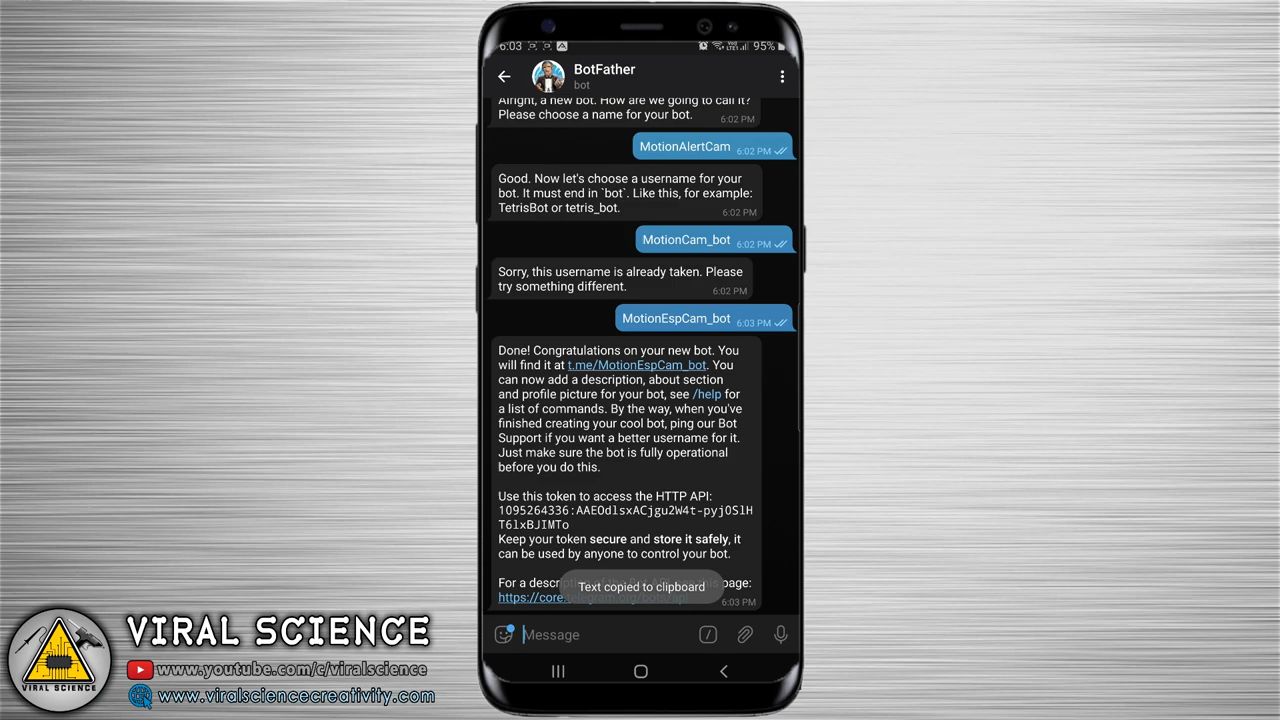 6:03
95%
BotFather
bot
Alright, a new bot. How are we going to call it?
Please choose a name for your bot.
6:02 PM
MotionAlertCam 6:02 PM
Good. Now let's choose a username for your
bot. It must end in `bot`. Like this, for example:
TetrisBot or tetris_bot.
6:02 PM
MotionCam_bot 6:02 PM
Sorry, this username is already taken. Please
try something different.
6:02 PM
MotionEspCam_bot 6:03 PM
Done! Congratulations on your new bot. You
will find it at t.me/MotionEspCam_bot. You
can now add a description, about section
and profile picture for your bot, see /help for
a list of commands. By the way, when you've
finished creating your cool bot, ping our Bot
Support if you want a better username for it.
Just make sure the bot is fully operational
before you do this.
Use this token to access the HTTP API:
1095264336:AAEOdlsxACjgu2W4t-pyj0SlH
T6lxBJIMTo
Keep your token secure and store it safely, it
can be used by anyone to control your bot.
For a descr
page:
Text copied to clipboard
https://core.
6:03 PM
Message
VIRAL SCIENCE
www.youtube.com/c/viralscience
www.viralsciencecreativity.com
VIRAL SCIENCE